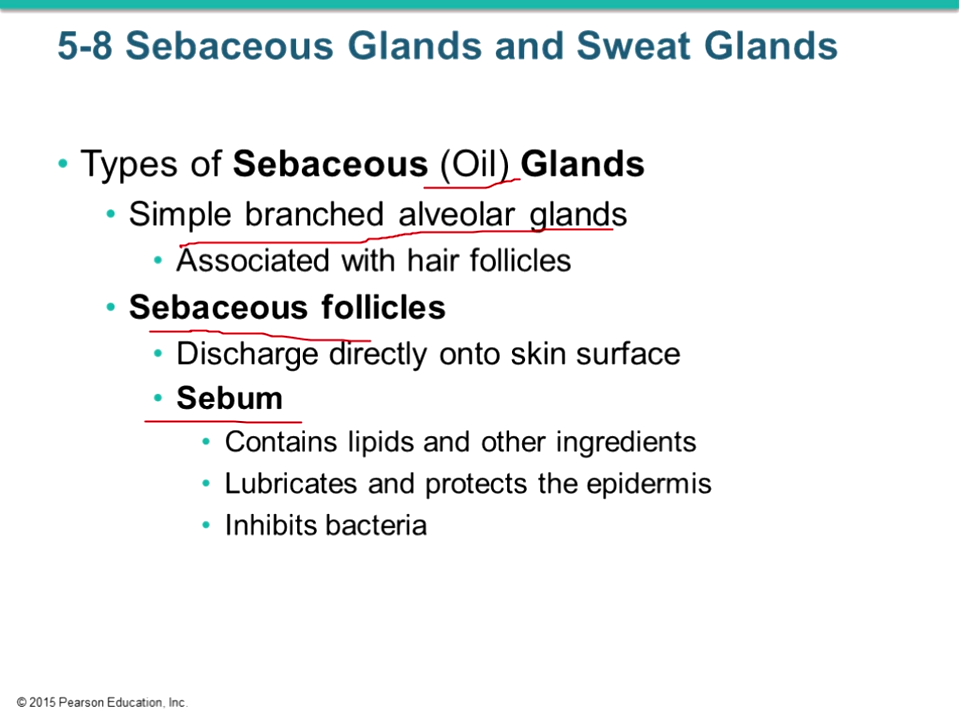 5-8 Sebaceous Glands and Sweat Glands
• Types of Sebaceous (Oil) Glands
• Simple branched alveolar glands
• Associated with hair follicles
• Sebaceous follicles
• Discharge directly onto skin surface
• Sebum
• Contains lipids and other ingredients
• Lubricates and protects the epidermis
• Inhibits bacteria
© 2015 Pearson Education, Inc.